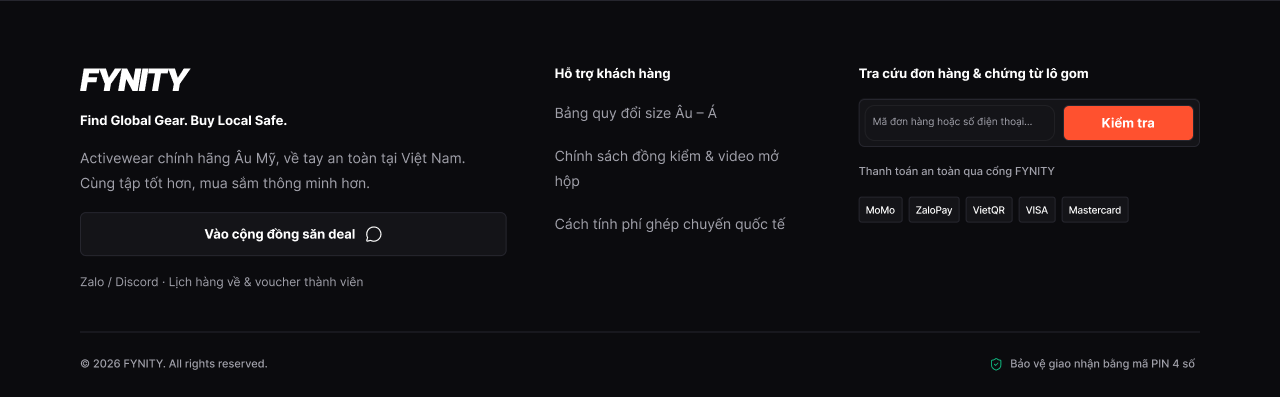 FYNITY
Find Global Gear. Buy Local Safe.
Activewear chính hãng Âu Mỹ, về tay an toàn tại Việt Nam.
Cùng tập tốt hơn, mua sắm thông minh hơn.
Vào cộng đồng săn deal
Zalo / Discord · Lịch hàng về & voucher thành viên
Hỗ trợ khách hàng
Bảng quy đổi size Âu – Á
Chính sách đồng kiểm & video mở
hộp
Cách tính phí ghép chuyến quốc tế
Tra cứu đơn hàng & chứng từ lô gom
Mã đơn hàng hoặc số điện thoại...
Kiểm tra
Thanh toán an toàn qua cổng FYNITY
MoMo
ZaloPay
VietQR
VISA
Mastercard
© 2026 FYNITY. All rights reserved.
Bảo vệ giao nhận bằng mã PIN 4 số